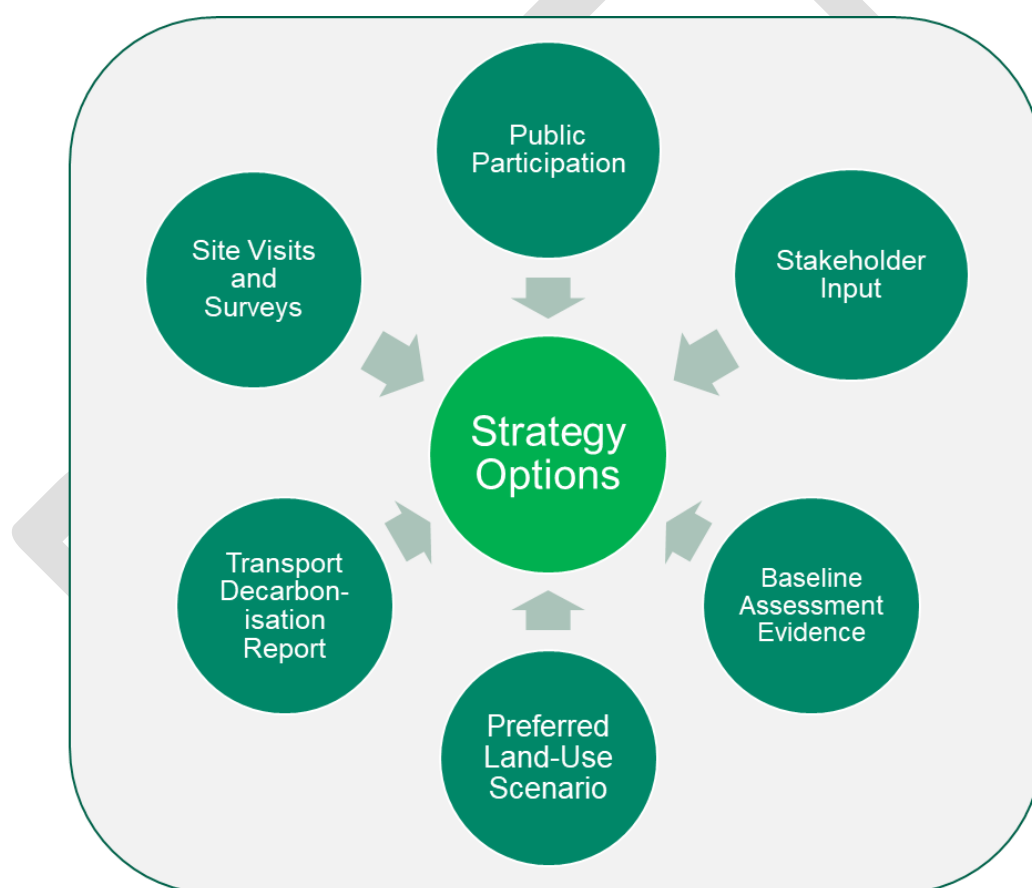 Public
Participation
Stakeholder
Input
Baseline
Assessment
Evidence
Preferred
Land-Use
Scenario
Transport
Decarbon-
isation
Report
Site Visits
and
Surveys
Strategy
Options